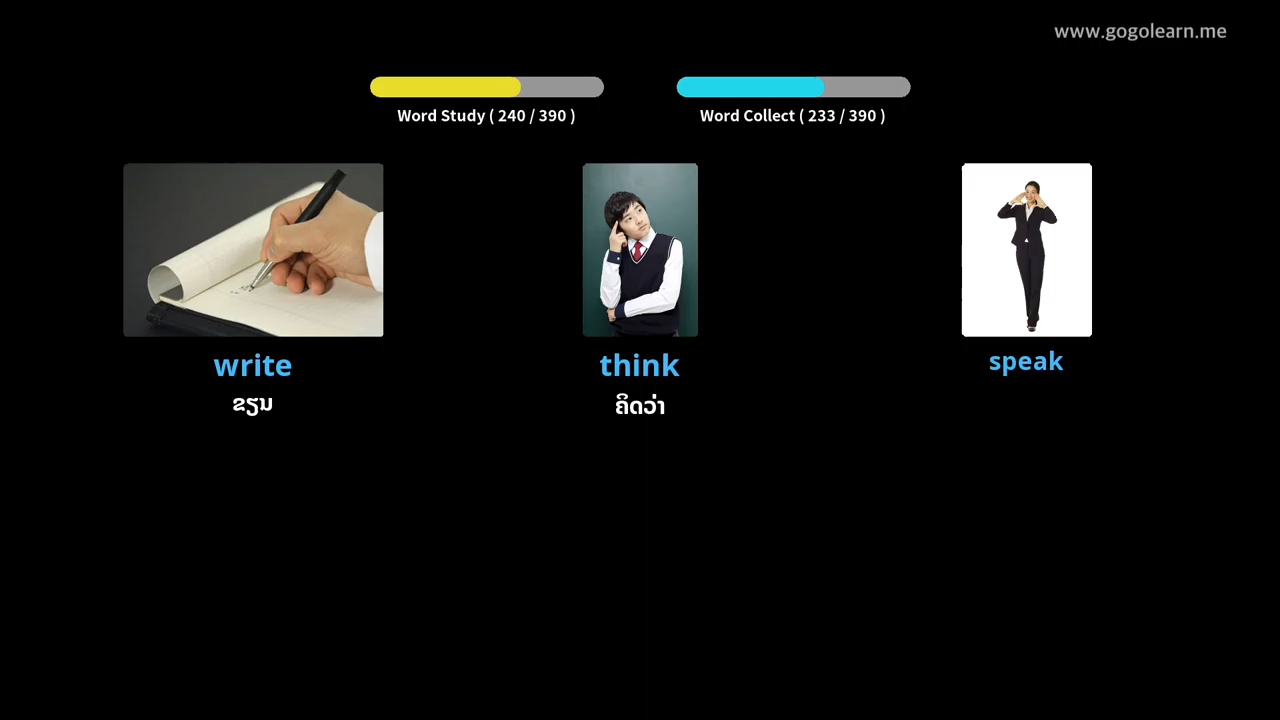 www.gogolearn.me
Word Study ( 240 / 390 )
Word Collect ( 233 / 390 )
write
think
speak
ຂຽນ
ຄິດວ່າ